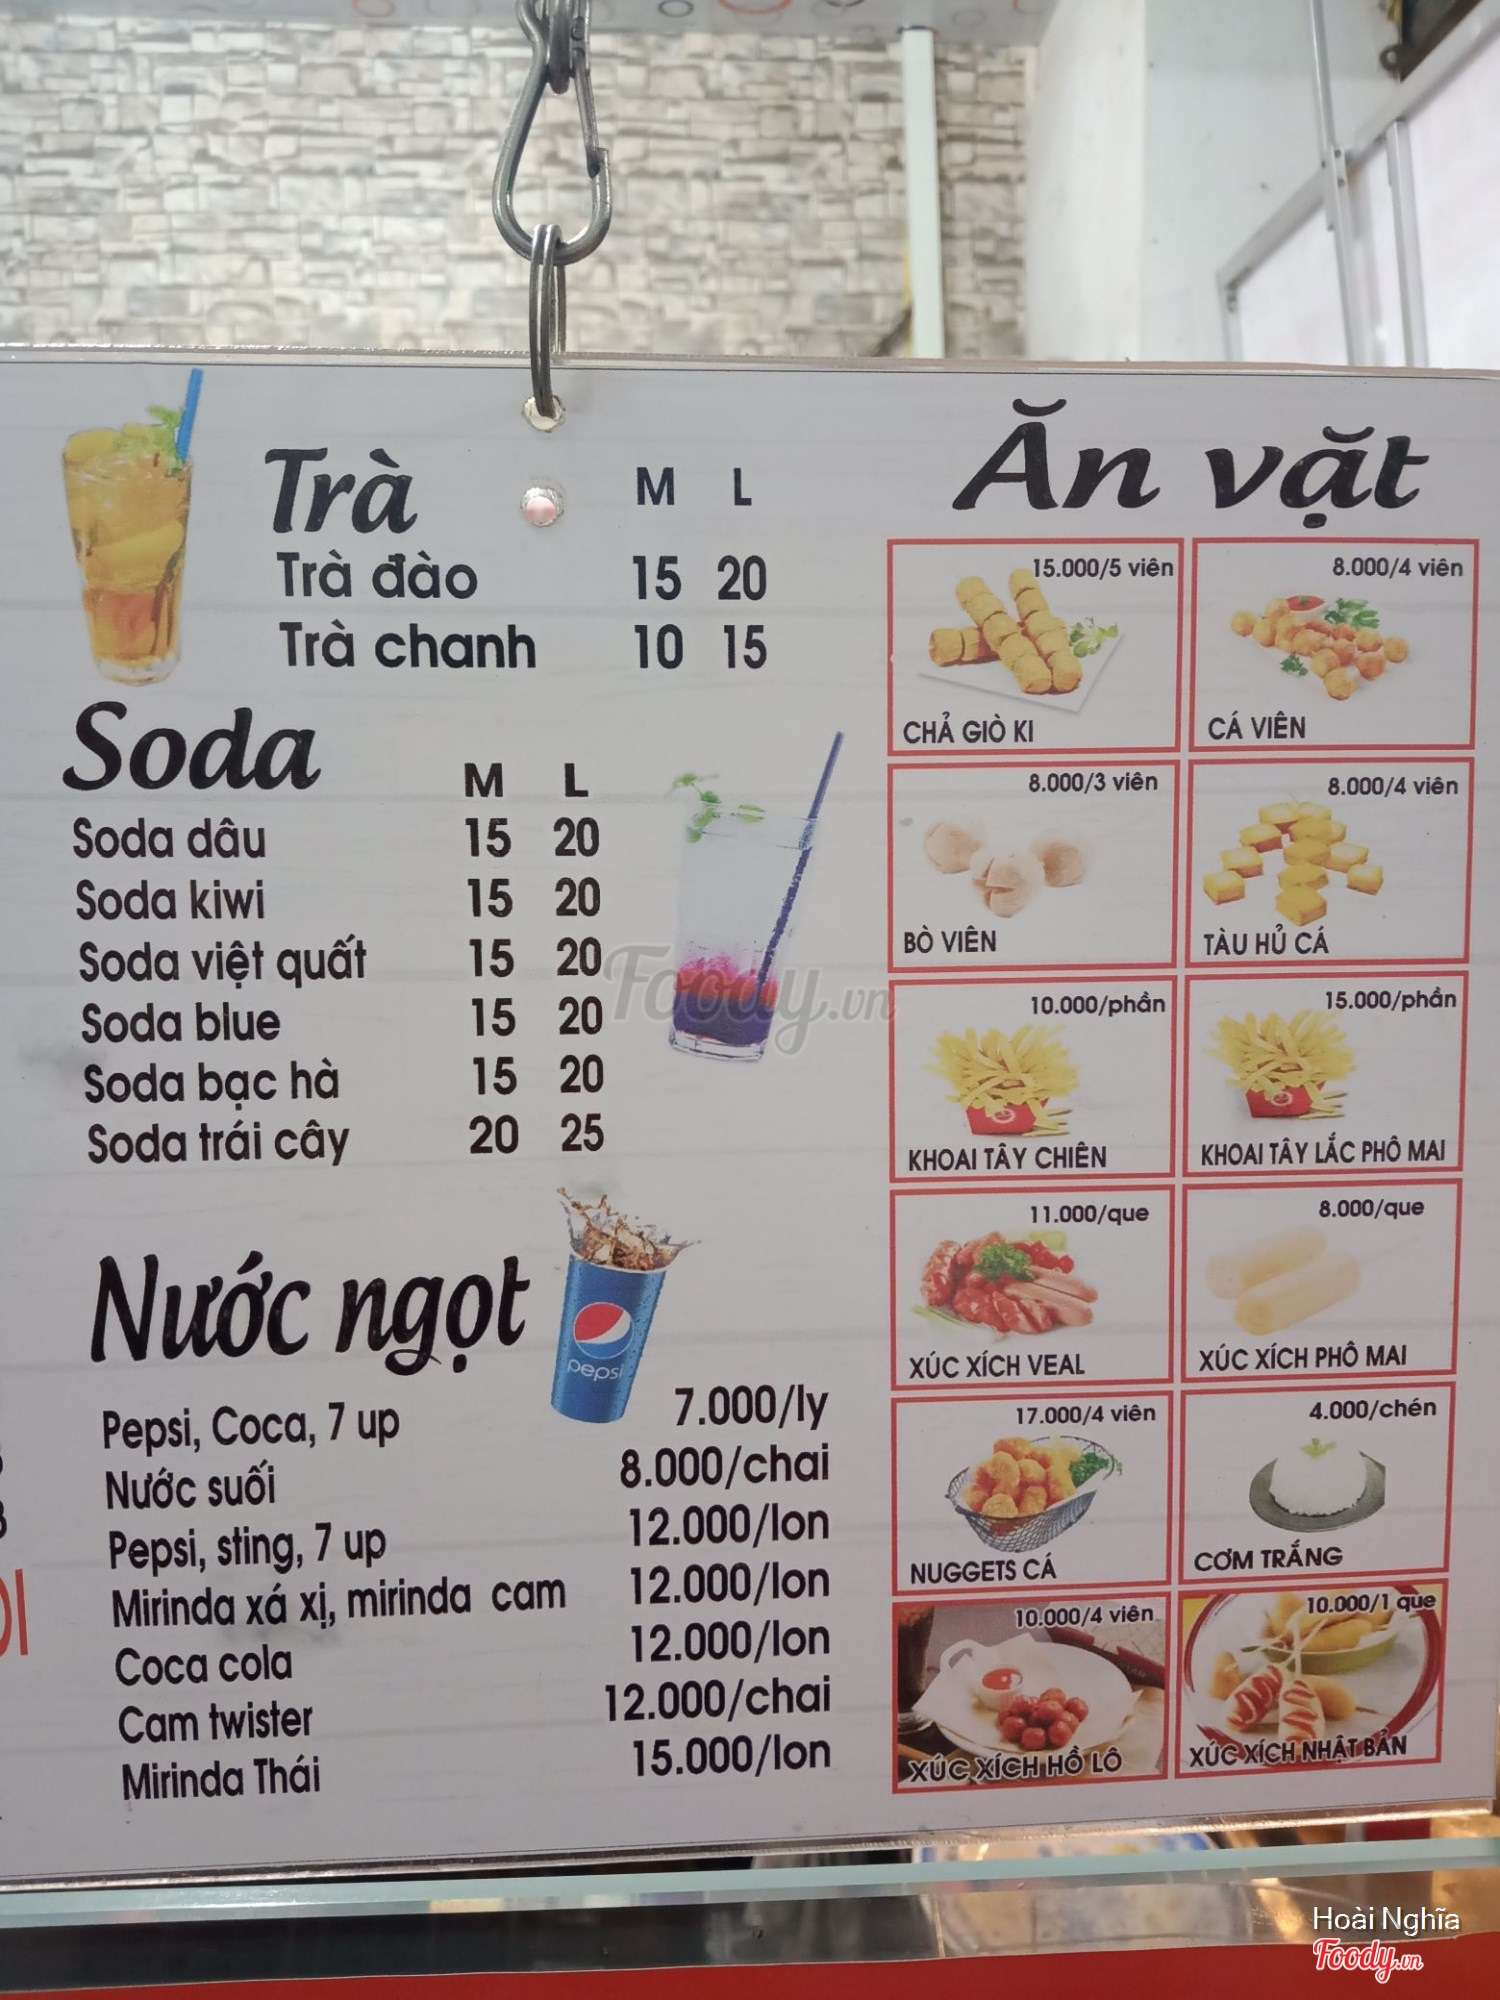 Trà M L
Trà đào 15 20
Trà chanh 10 15
Soda M L
Soda dâu 15 20
Soda kiwi 15 20
Soda việt quất 15 20
Soda blue 15 20
Soda bạc hà 15 20
Soda trái cây 20 25
Nước ngọt
pepsi
Pepsi, Coca, 7 up 7.000/ly
Nước suối 8.000/chai
Pepsi, sting, 7 up 12.000/lon
Mirinda xá xị, mirinda cam 12.000/lon
Coca cola 12.000/lon
Cam twister 12.000/chai
Mirinda Thái 15.000/lon
Ăn vặt
15.000/5 viên
CHẢ GIÒ KI
8.000/4 viên
CÁ VIÊN
8.000/3 viên
BÒ VIÊN
8.000/4 viên
TÀU HỦ CÁ
10.000/phần
KHOAI TÂY CHIÊN
15.000/phần
KHOAI TÂY LẮC PHÔ MAI
11.000/que
XÚC XÍCH VEAL
8.000/que
XÚC XÍCH PHÔ MAI
17.000/4 viên
NUGGETS CÁ
4.000/chén
CƠM TRẮNG
10.000/4 viên
XÚC XÍCH HỒ LÔ
10.000/1 que
XÚC XÍCH NHẬT BẢN
Foody.vn
Hoài Nghĩa
Foody.vn